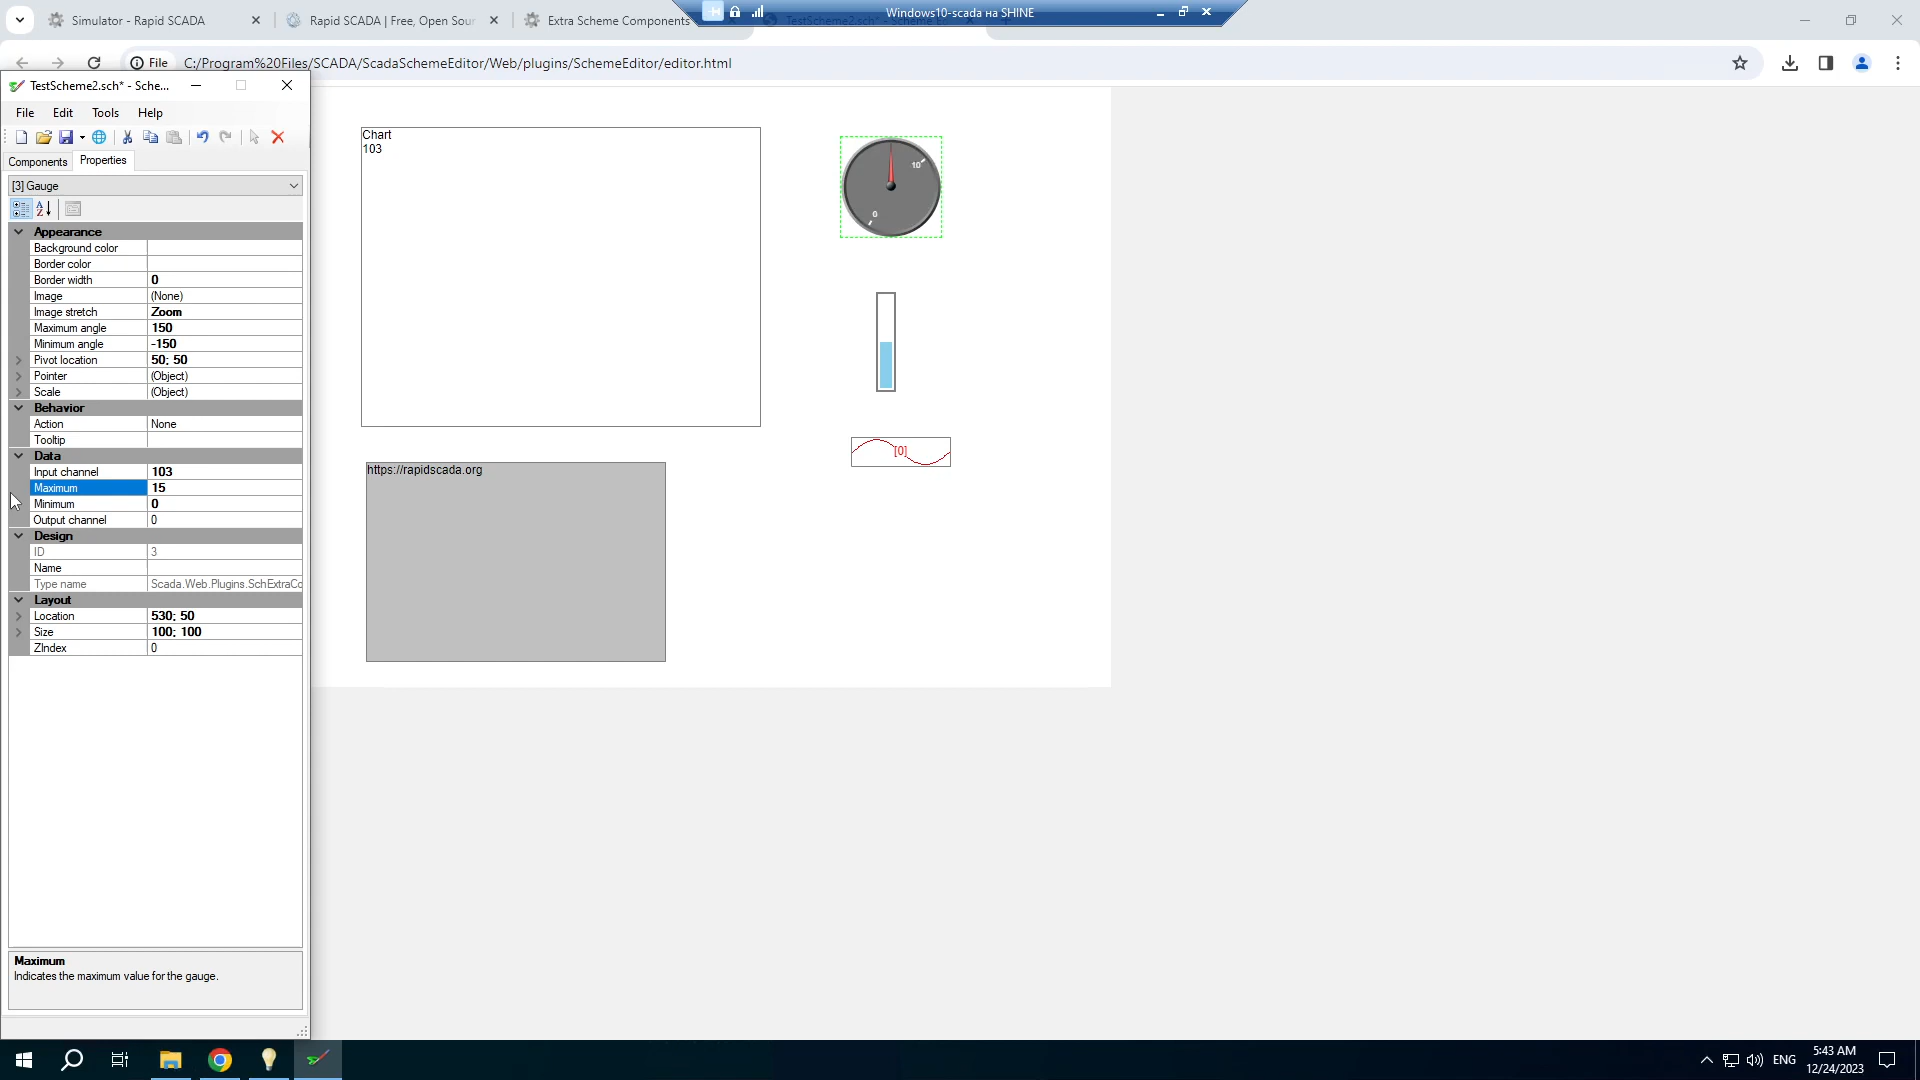 Simulator - Rapid SCADA
Rapid SCADA | Free, Open Sour
Extra Scheme Components
Windows10-scada на SHINE
File
C:/Program%20Files/SCADA/ScadaSchemeEditor/Web/plugins/SchemeEditor/editor.html
TestScheme2.sch* - Sche...
File Edit Tools Help
Components Properties
[3] Gauge
Appearance
Background color
Border color
Border width 0
Image (None)
Image stretch Zoom
Maximum angle 150
Minimum angle -150
Pivot location 50; 50
Pointer (Object)
Scale (Object)
Behavior
Action None
Tooltip
Data
Input channel 103
Maximum 15
Minimum 0
Output channel 0
Design
ID 3
Name
Type name Scada.Web.Plugins.SchExtraCo
Layout
Location 530; 50
Size 100; 100
ZIndex 0
Maximum
Indicates the maximum value for the gauge.
Chart
103
10
0
[0]
https://rapidscada.org
ENG
5:43 AM
12/24/2023